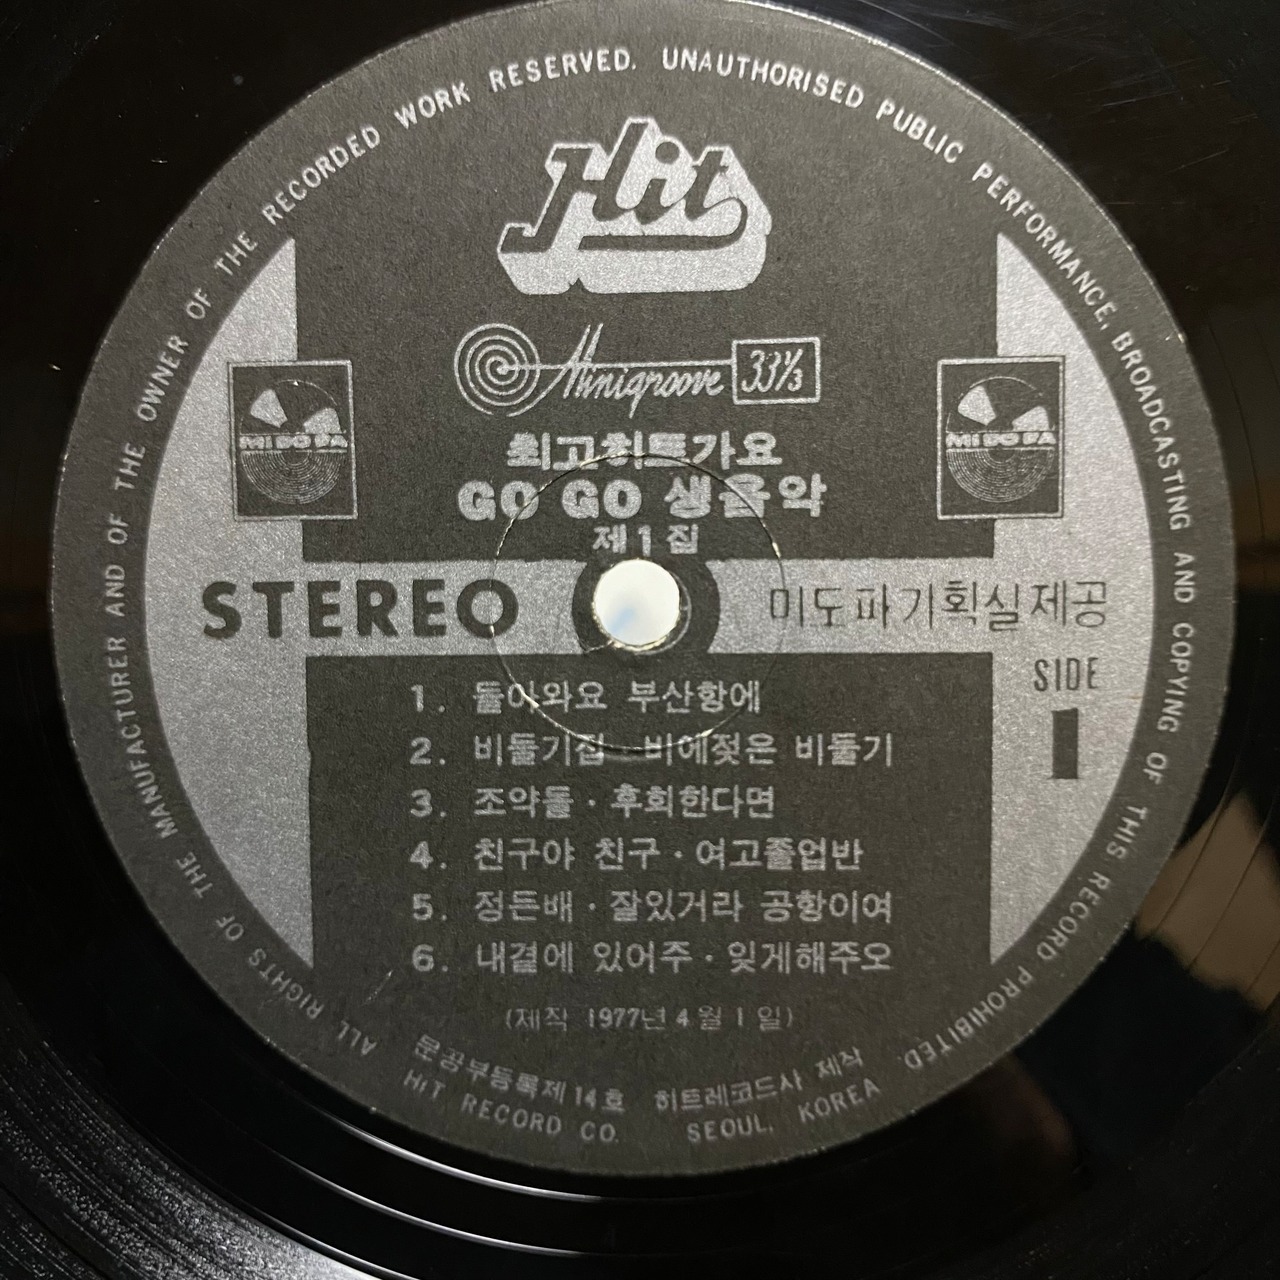 ALL RIGHTS OF THE MANUFACTURER AND OF THE OWNER OF THE RECORDED WORK RESERVED. UNAUTHORISED PUBLIC PERFORMANCE, BROADCASTING AND COPYING OF THIS RECORD PROHIBITED.
Hit
Minigroove 33⅓
MIDOPA
MIDOPA
최고히트가요
GO GO 생음악
제1집
STEREO
미도파기획실제공
SIDE
1
1. 돌아와요 부산항에
2. 비둘기집 · 비에젖은 비둘기
3. 조약돌 · 후회한다면
4. 친구야 친구 · 여고졸업반
5. 정든배 · 잘있거라 공항이여
6. 내곁에 있어주 · 잊게해주오
(제작 1977년 4월 1일)
문공부등록제14호 히트레코드사 제작
HIT RECORD CO. SEOUL, KOREA